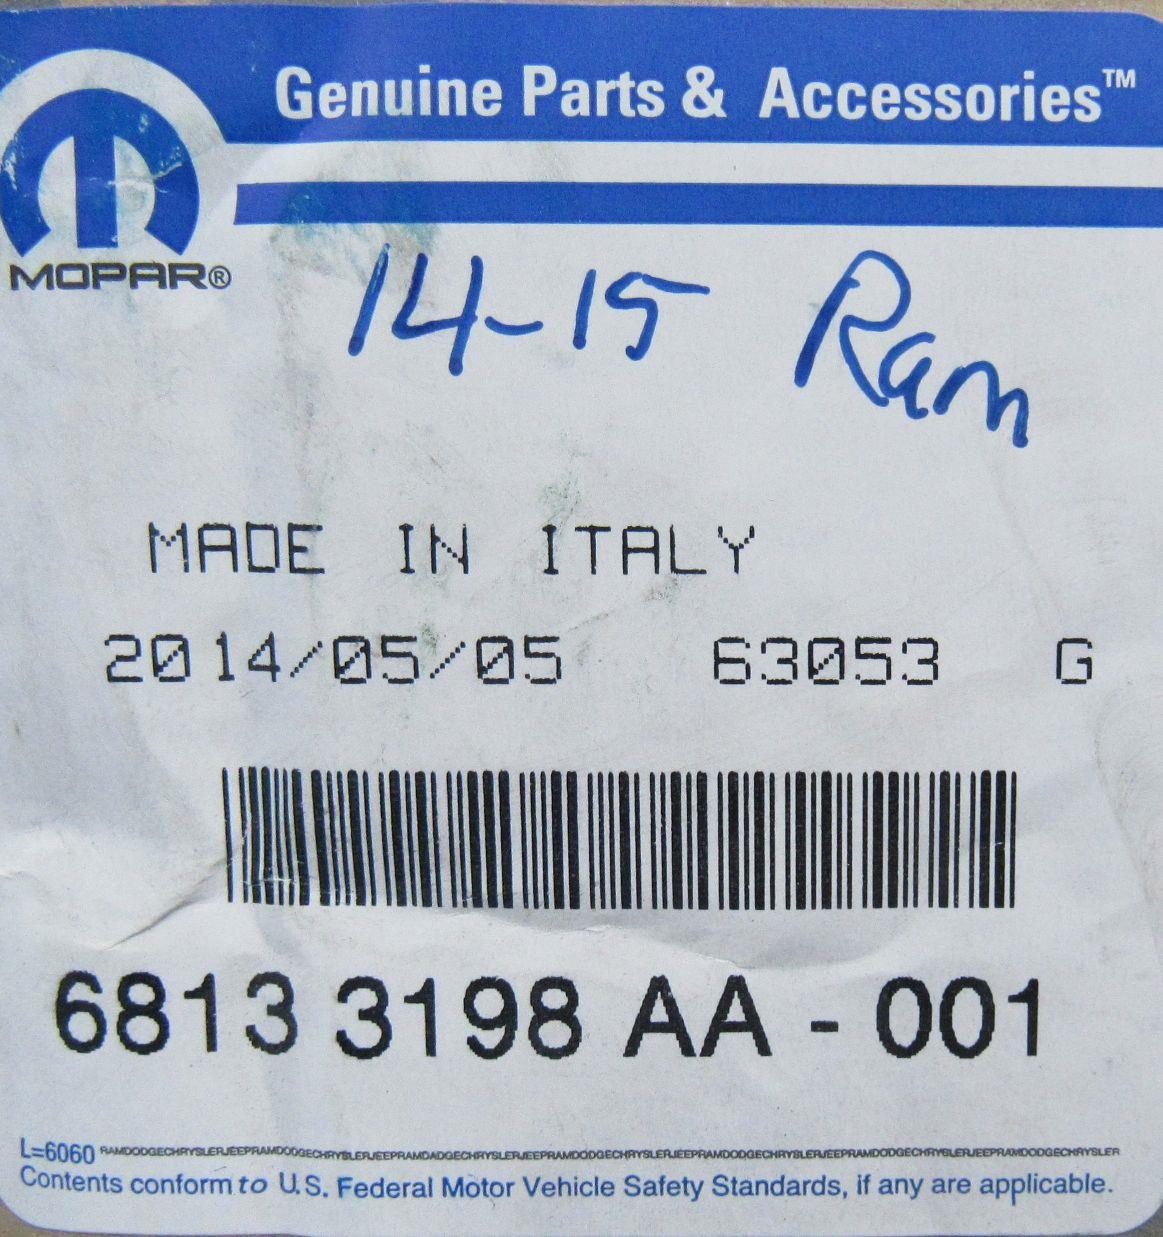 Genuine Parts & Accessories™
MOPAR®
14-15 Ram
MADE IN ITALY
2014/05/05 63053 G
6813 3198 AA - 001
L=6060 RAMDODGECHRYSLERJEEPRAMDODGECHRYSLERJEEPRAMDADGECHRYSLERJEEPRAMDODGECHRYSLERJEEPRAMDODGECHRYSLERJEEPRAMDODGECHRYSLERJEEPRAMDODGECHRYSLER
Contents conform to U.S. Federal Motor Vehicle Safety Standards, if any are applicable.